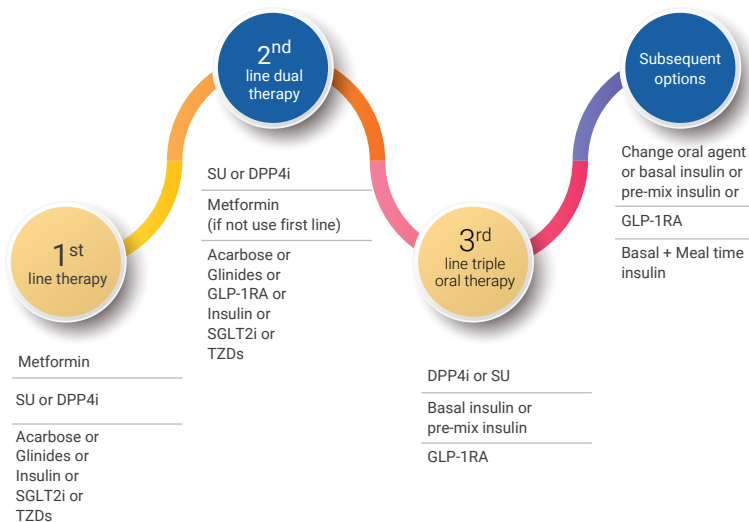 1st
line therapy
Metformin
SU or DPP4i
Acarbose or
Glinides or
Insulin or
SGLT2i or
TZDs
2nd
line dual
therapy
SU or DPP4i
Metformin
(if not use first line)
Acarbose or
Glinides or
GLP-1RA or
Insulin or
SGLT2i or
TZDs
3rd
line triple
oral therapy
DPP4i or SU
Basal insulin or
pre-mix insulin
GLP-1RA
Subsequent
options
Change oral agent
or basal insulin or
pre-mix insulin or
GLP-1RA
Basal + Meal time
insulin